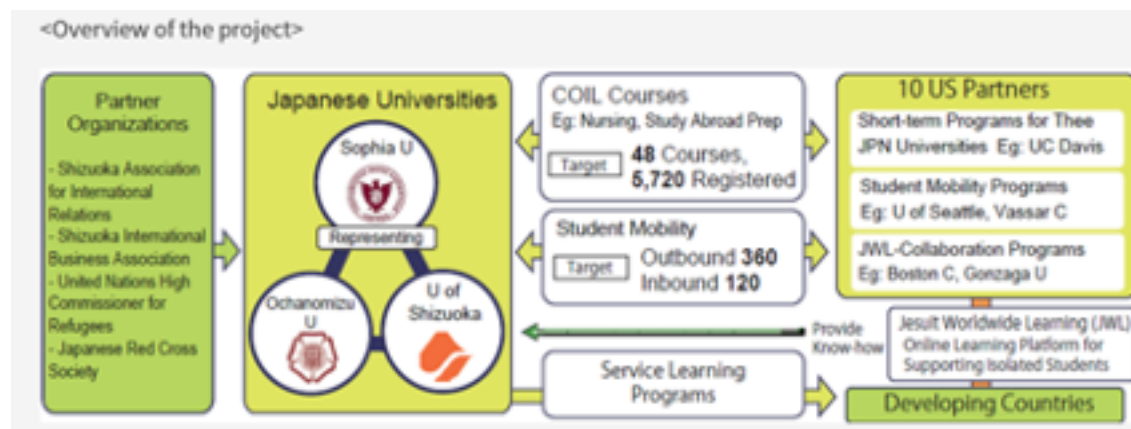 <Overview of the project>
Partner
Organizations
- Shizuoka Association
for International
Relations
- Shizuoka International
Business Association
- United Nations High
Commissioner for
Refugees
- Japanese Red Cross
Society
Japanese Universities
Sophia U
Representing
Ochanomizu
U
U of
Shizuoka
COIL Courses
Eg: Nursing, Study Abroad Prep
Target
48 Courses,
5,720 Registered
Student Mobility
Target
Outbound 360
Inbound 120
Provide
Know-how
Service Learning
Programs
10 US Partners
Short-term Programs for Thee
JPN Universities Eg: UC Davis
Student Mobility Programs
Eg: U of Seattle, Vassar C
JWL-Collaboration Programs
Eg: Boston C, Gonzaga U
Jesuit Worldwide Learning (JWL)
Online Learning Platform for
Supporting Isolated Students
Developing Countries